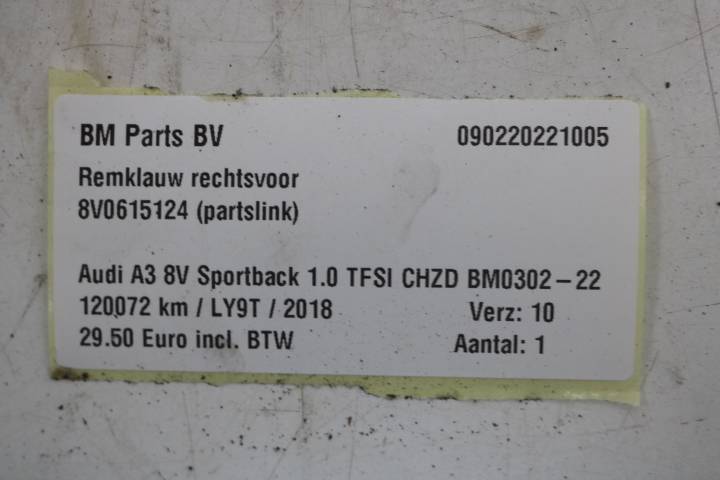 BM Parts BV 090220221005
Remklauw rechtsvoor
8V0615124 (partslink)
Audi A3 8V Sportback 1.0 TFSI CHZD BM0302-22
120072 km / LY9T / 2018 Verz: 10
29.50 Euro incl. BTW Aantal: 1